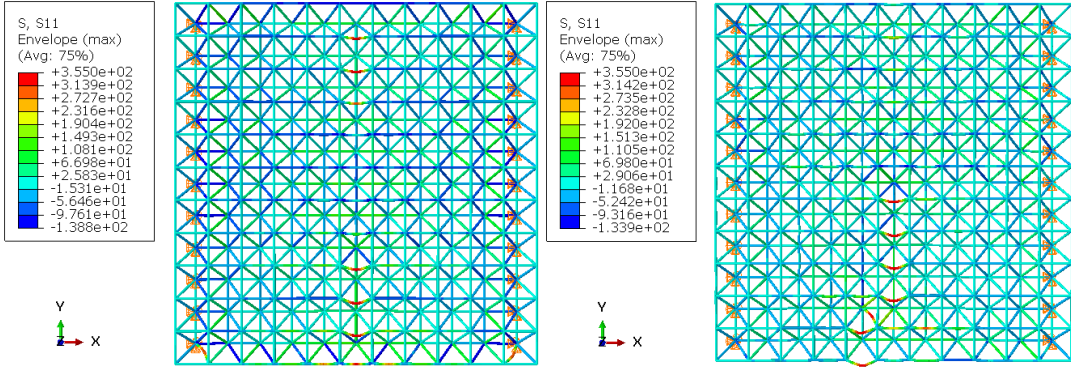 S, S11
Envelope (max)
(Avg: 75%)
+3.550e+02
+3.139e+02
+2.727e+02
+2.316e+02
+1.904e+02
+1.493e+02
+1.081e+02
+6.698e+01
+2.583e+01
-1.531e+01
-5.646e+01
-9.761e+01
-1.388e+02
Y
Z
X
S, S11
Envelope (max)
(Avg: 75%)
+3.550e+02
+3.142e+02
+2.735e+02
+2.328e+02
+1.920e+02
+1.513e+02
+1.105e+02
+6.980e+01
+2.906e+01
-1.168e+01
-5.242e+01
-9.316e+01
-1.339e+02
Y
Z
X